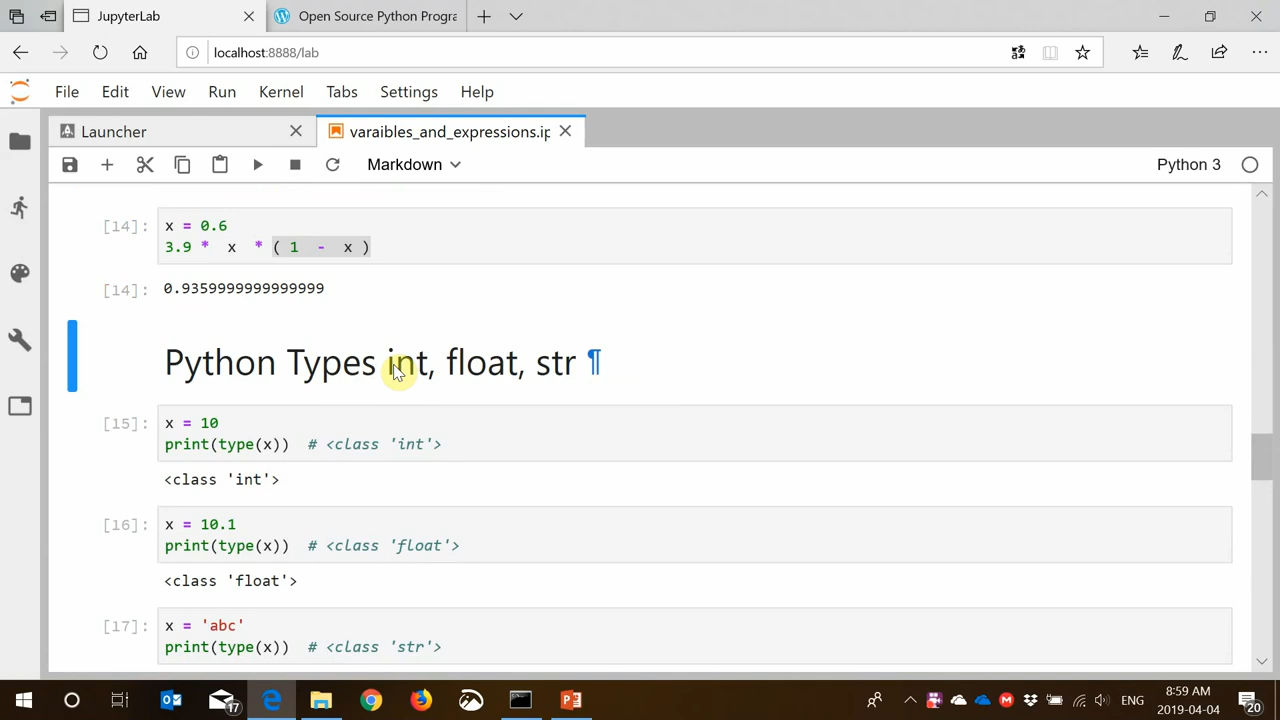 JupyterLab
Open Source Python Progra
localhost:8888/lab
File Edit View Run Kernel Tabs Settings Help
Launcher
varaibles_and_expressions.ip
Markdown
Python 3
[14]:
x = 0.6
3.9 * x * ( 1 - x )
[14]: 0.9359999999999999
Python Types int, float, str ¶
[15]:
x = 10
print(type(x)) # <class 'int'>
<class 'int'>
[16]:
x = 10.1
print(type(x)) # <class 'float'>
<class 'float'>
[17]:
x = 'abc'
print(type(x)) # <class 'str'>
17
ENG
8:59 AM
2019-04-04
20